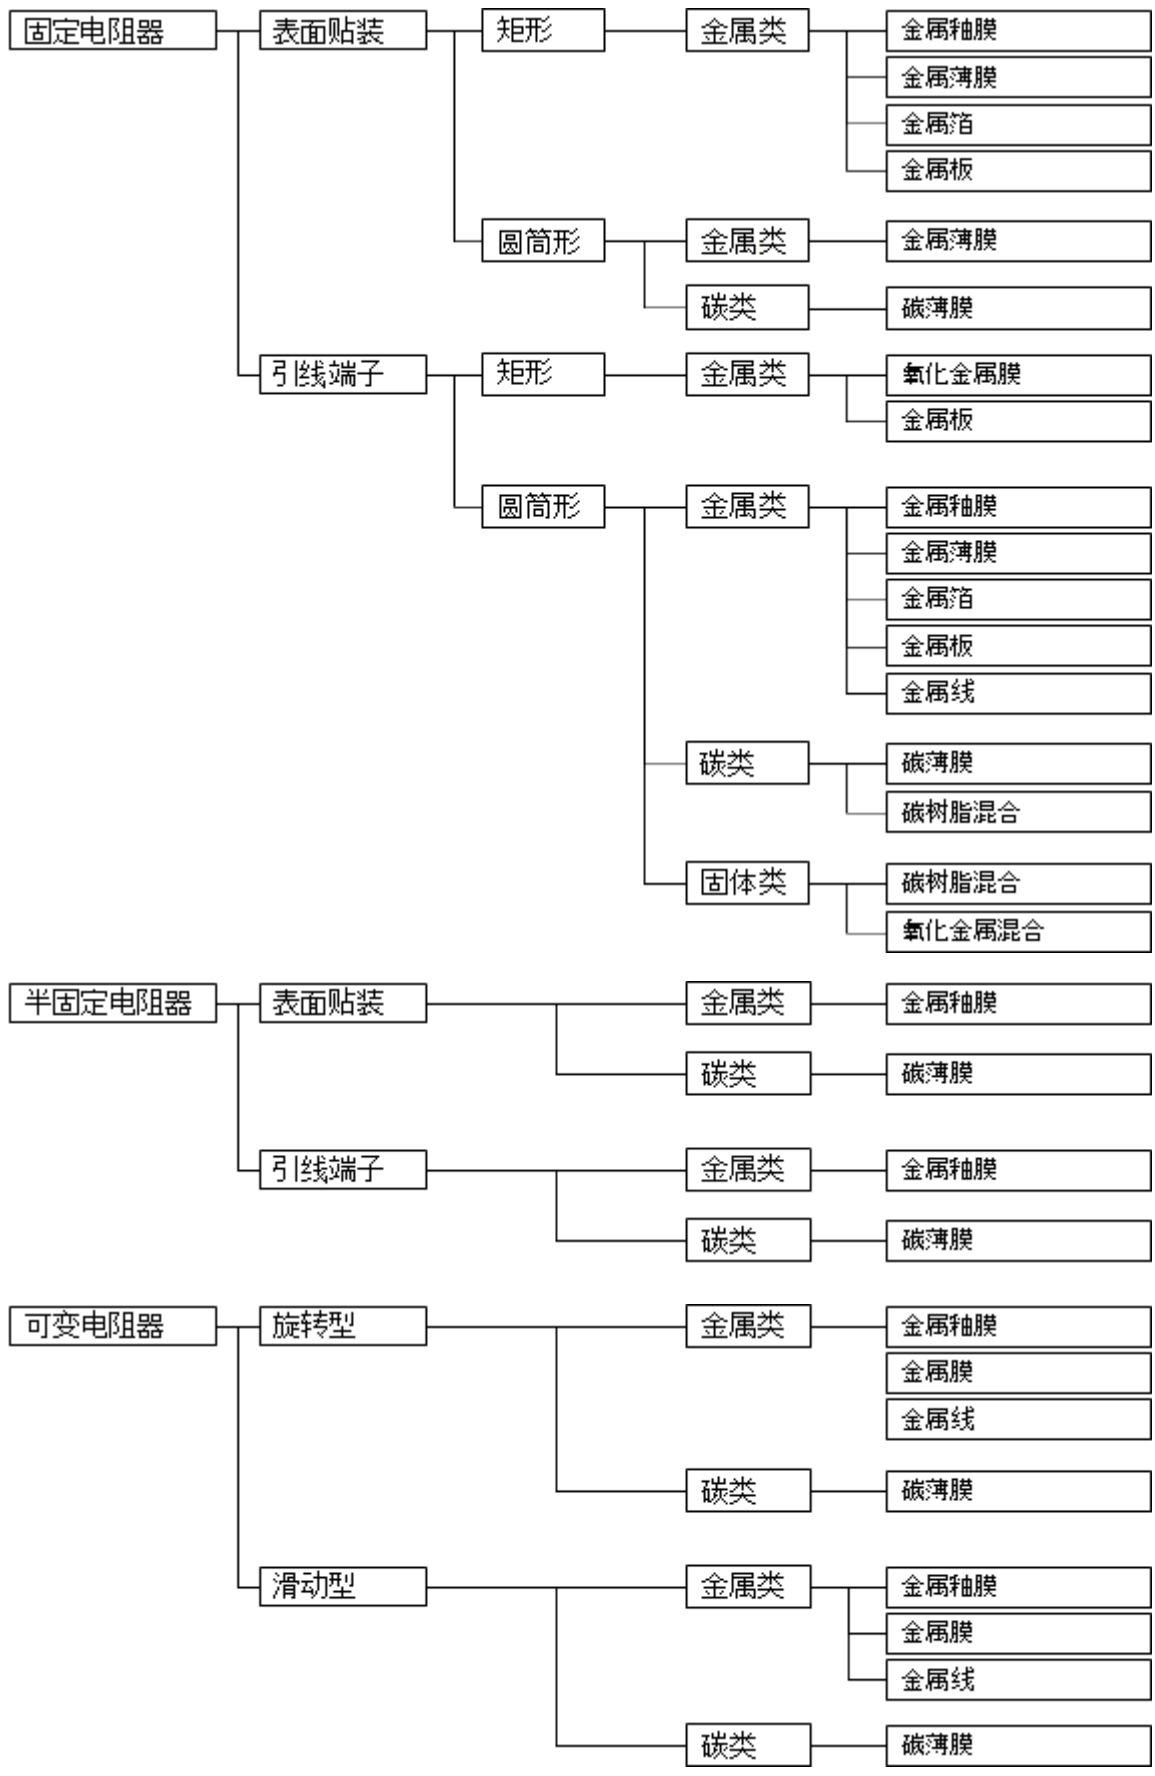 固定电阻器 表面贴装 矩形 金属类 金属釉膜
金属薄膜
金属箔
金属板
圆筒形 金属类 金属薄膜
碳类 碳薄膜
引线端子 矩形 金属类 氧化金属膜
金属板
圆筒形 金属类 金属釉膜
金属薄膜
金属箔
金属板
金属线
碳类 碳薄膜
碳树脂混合
固体类 碳树脂混合
氧化金属混合
半固定电阻器 表面贴装 金属类 金属釉膜
碳类 碳薄膜
引线端子 金属类 金属釉膜
碳类 碳薄膜
可变电阻器 旋转型 金属类 金属釉膜
金属膜
金属线
碳类 碳薄膜
滑动型 金属类 金属釉膜
金属膜
金属线
碳类 碳薄膜